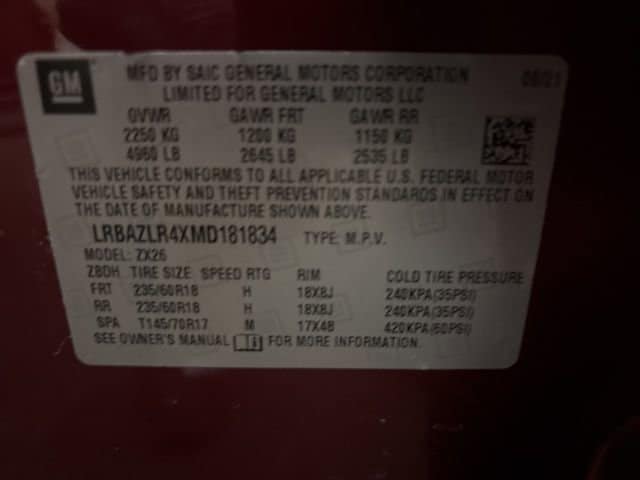 GM
MFD BY SAIC GENERAL MOTORS CORPORATION 06/21
LIMITED FOR GENERAL MOTORS LLC
GVWR GAWR FRT GAWR RR
2250 KG 1200 KG 1150 KG
4960 LB 2645 LB 2535 LB
THIS VEHICLE CONFORMS TO ALL APPLICABLE U.S. FEDERAL MOTOR
VEHICLE SAFETY AND THEFT PREVENTION STANDARDS IN EFFECT ON
THE DATE OF MANUFACTURE SHOWN ABOVE.
LRBAZLR4XMD181834 TYPE: M.P.V.
MODEL: ZX26
ZBDH TIRE SIZE SPEED RTG RIM COLD TIRE PRESSURE
FRT 235/60R18 H 18X8J 240KPA(35PSI)
RR 235/60R18 H 18X8J 240KPA(35PSI)
SPA T145/70R17 M 17X4B 420KPA(60PSI)
SEE OWNER'S MANUAL FOR MORE INFORMATION.